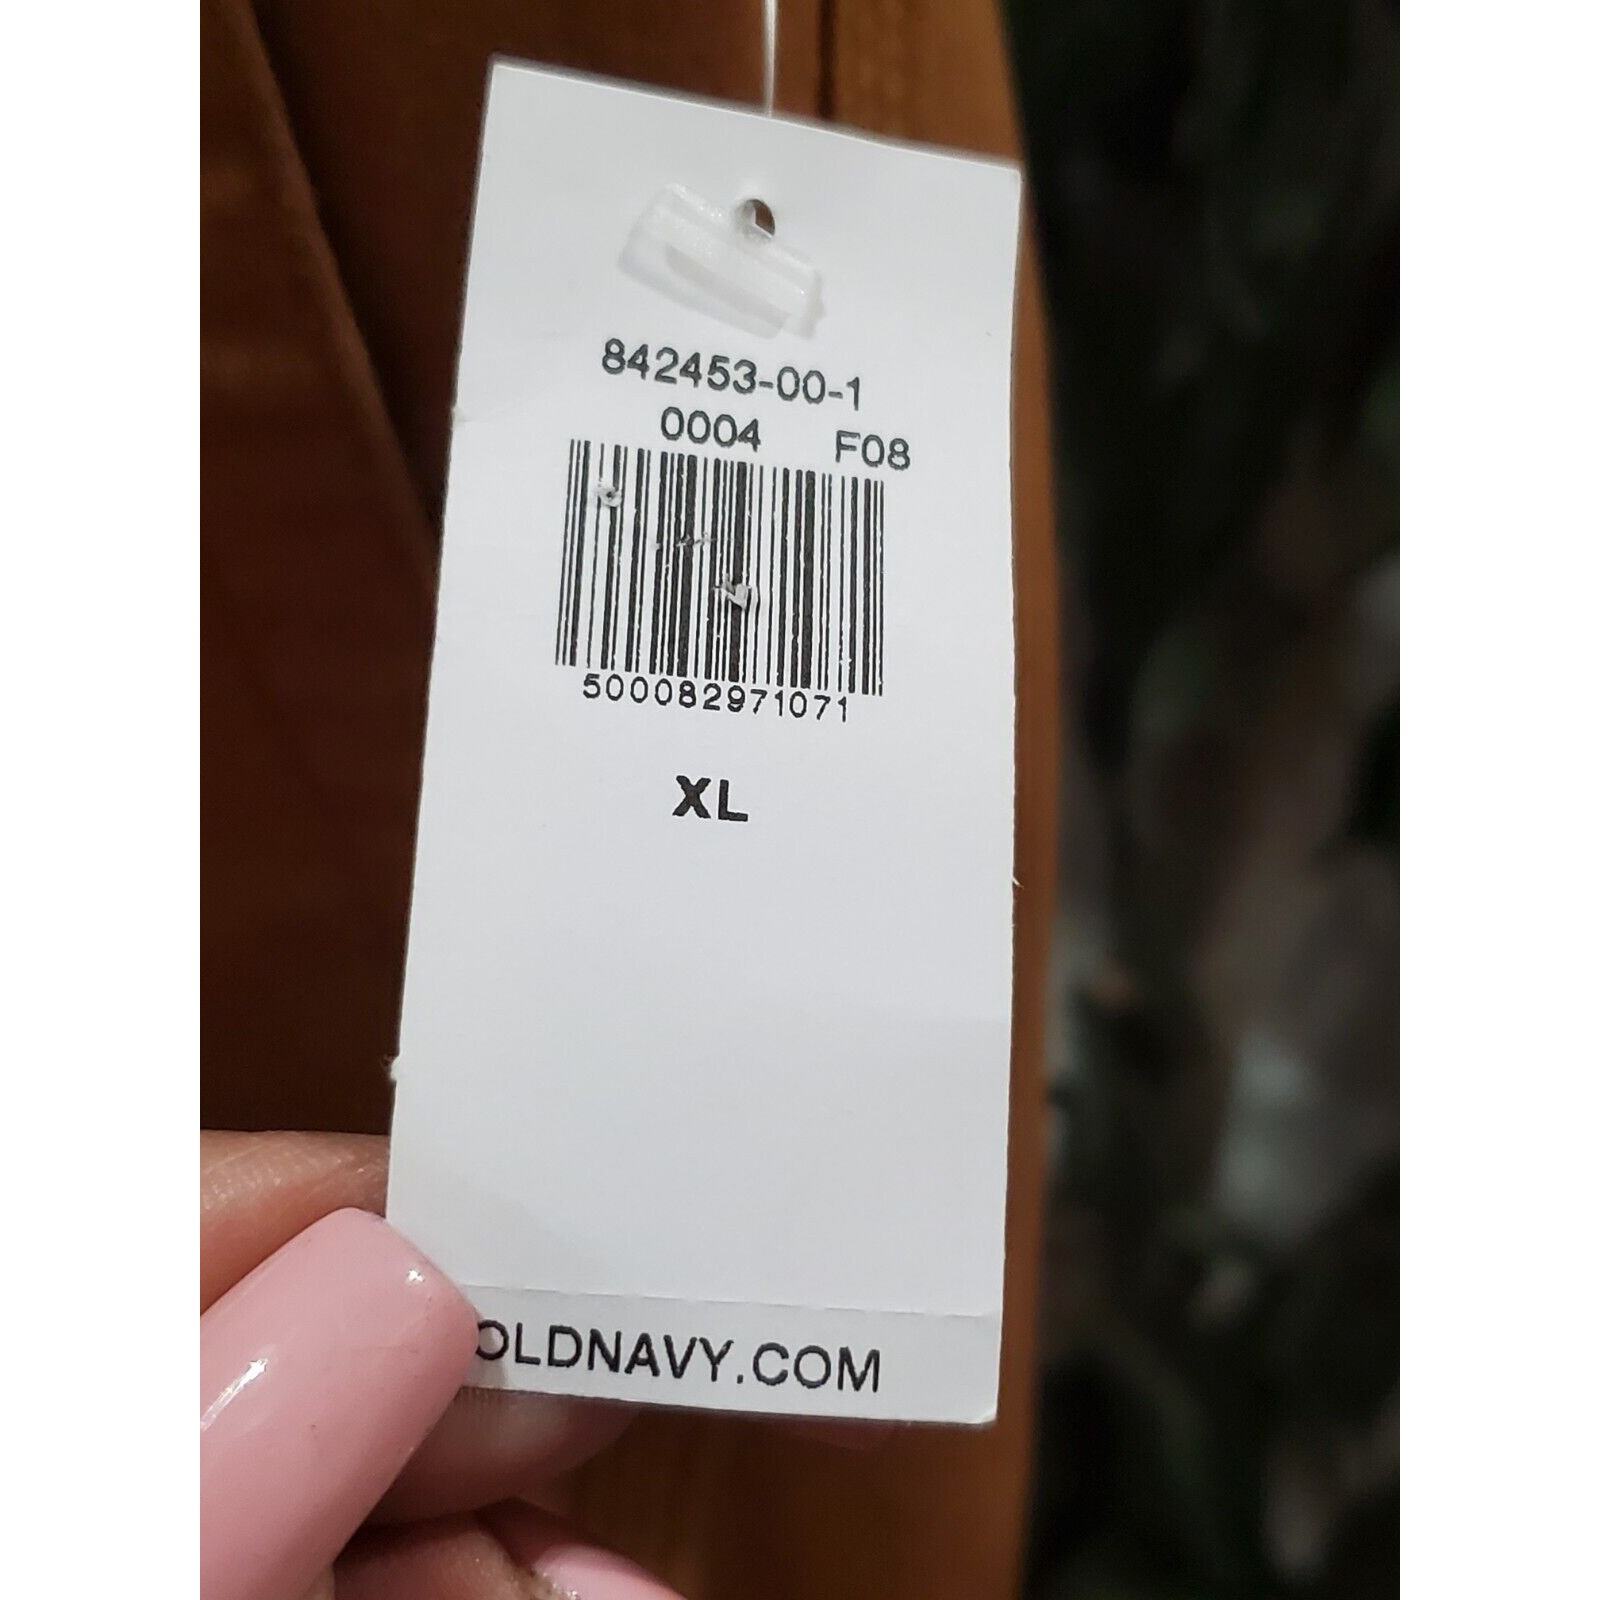 842453-00-1
0004 F08
500082971071
XL
OLDNAVY.COM